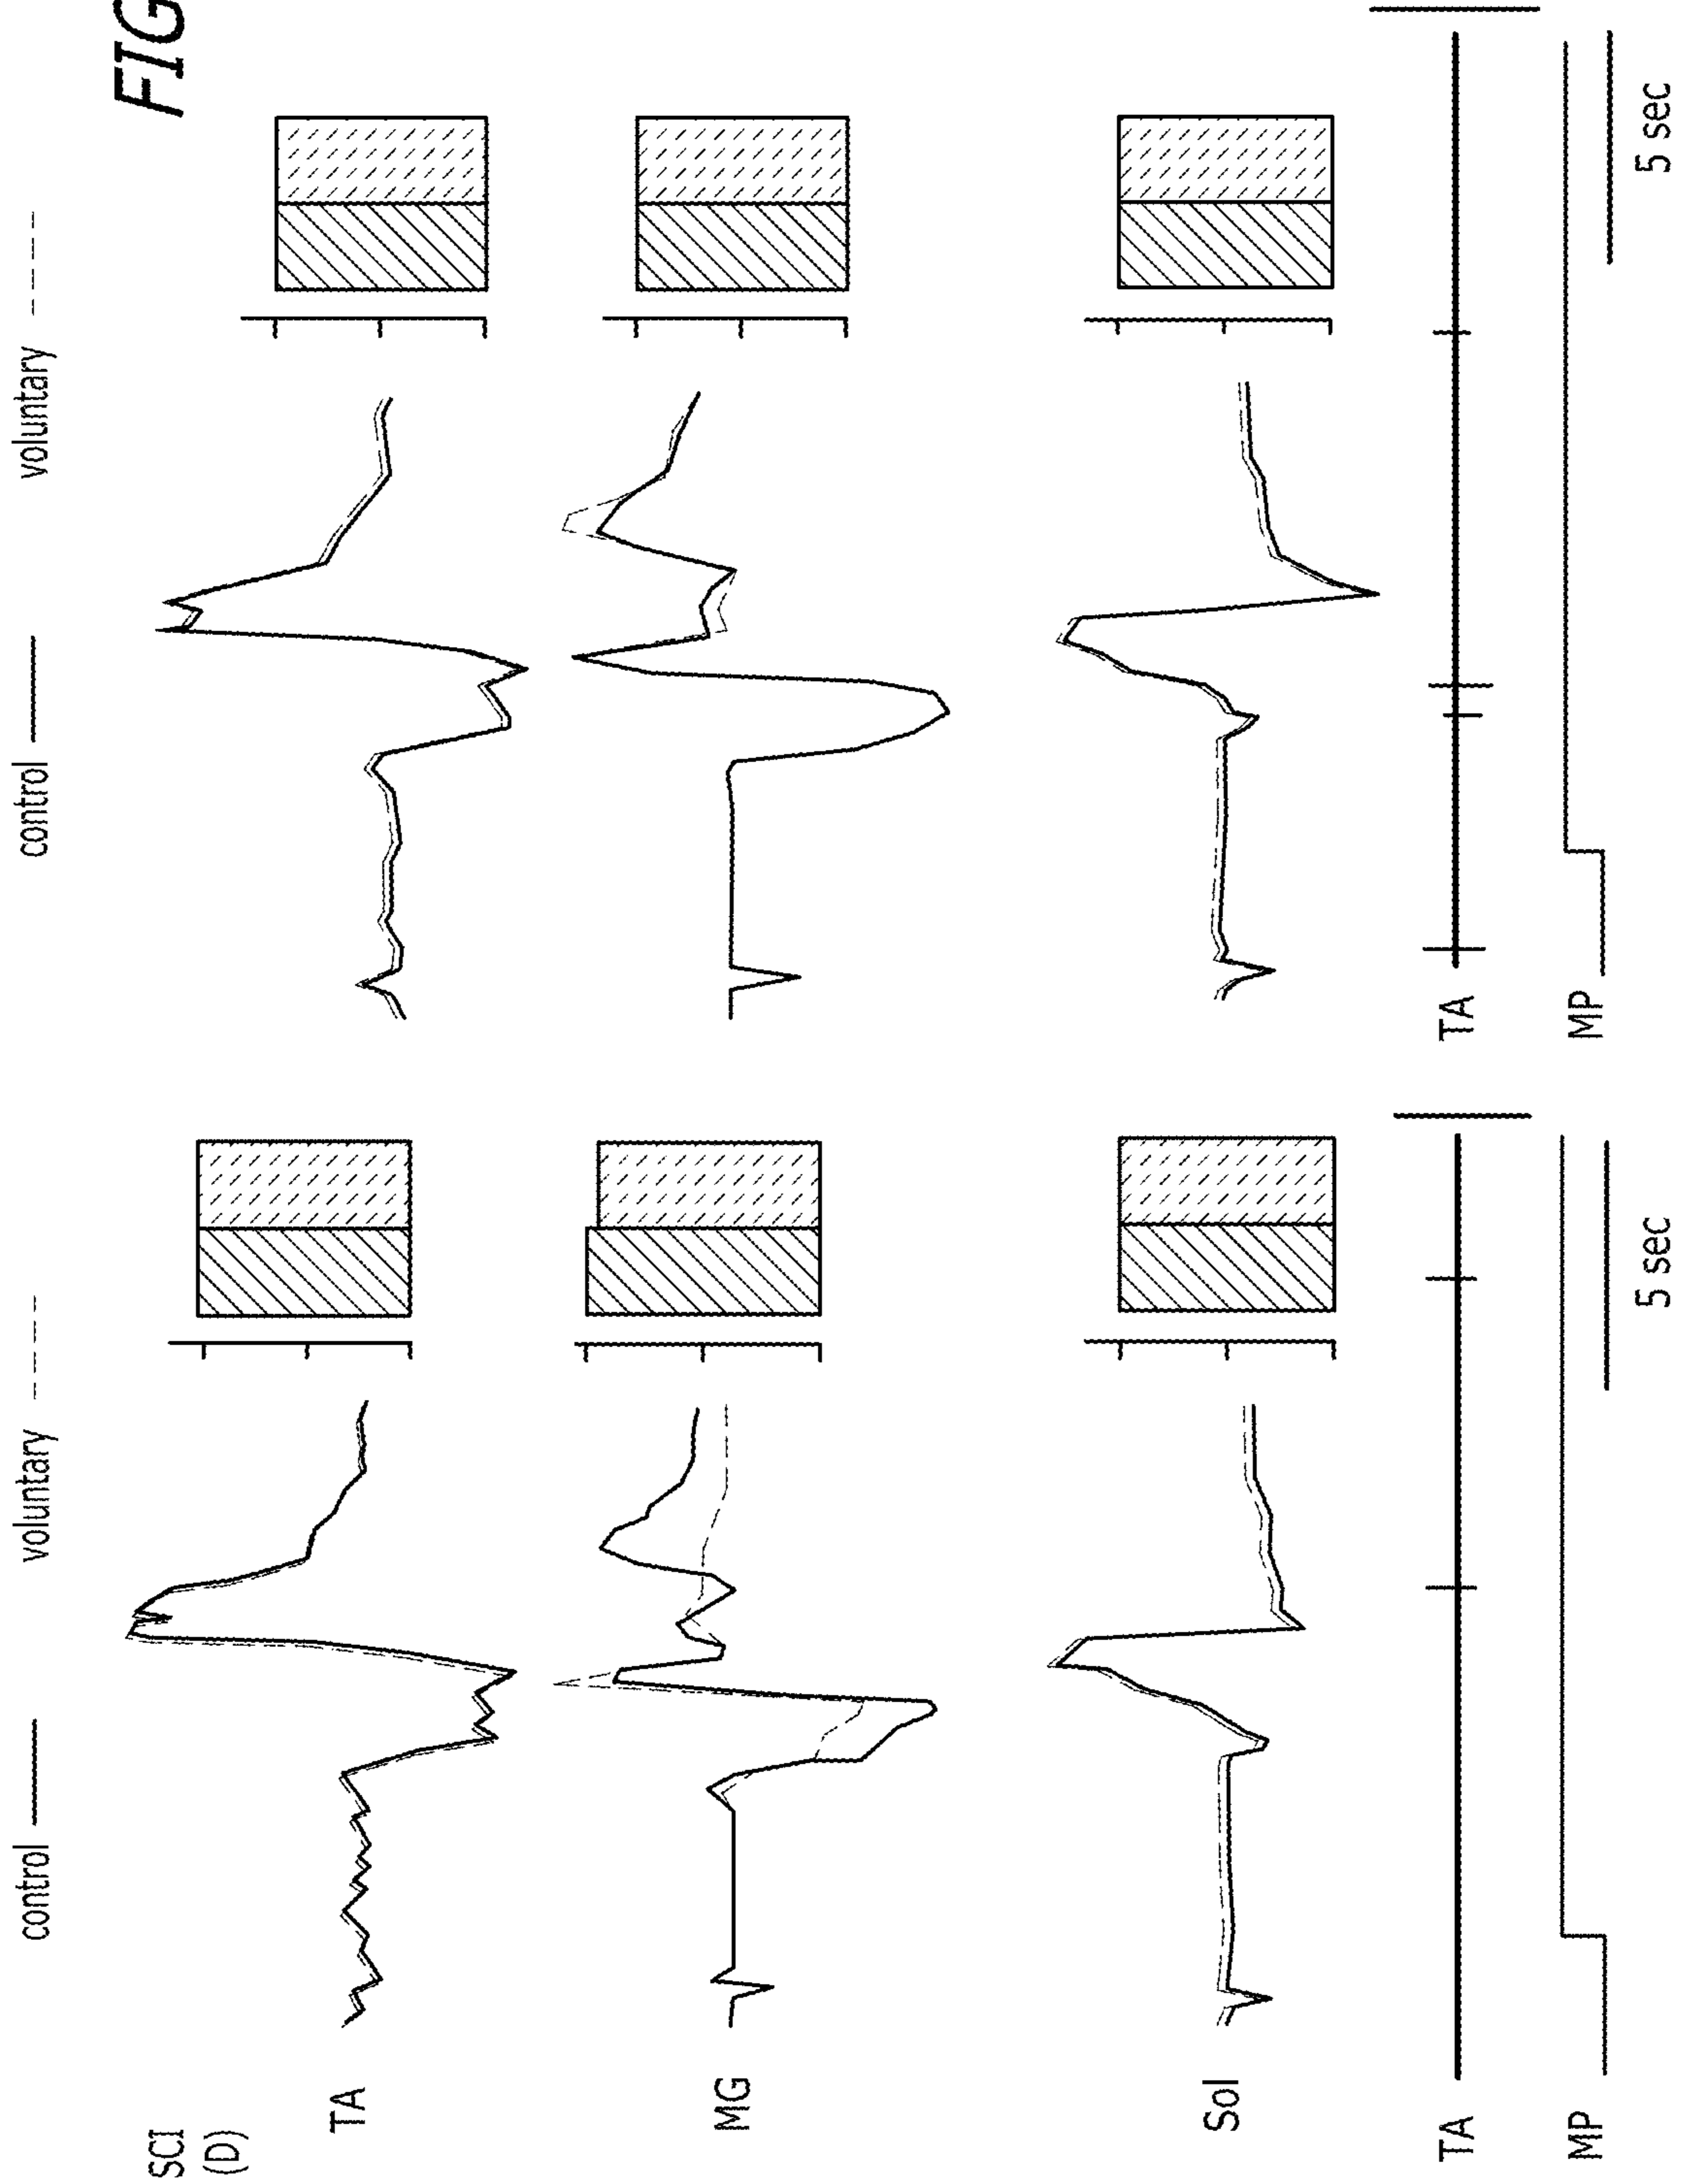 FIG
control voluntary control voluntary
SCI
(D)
TA
MG
Sol
TA TA
MP MP
5 sec 5 sec